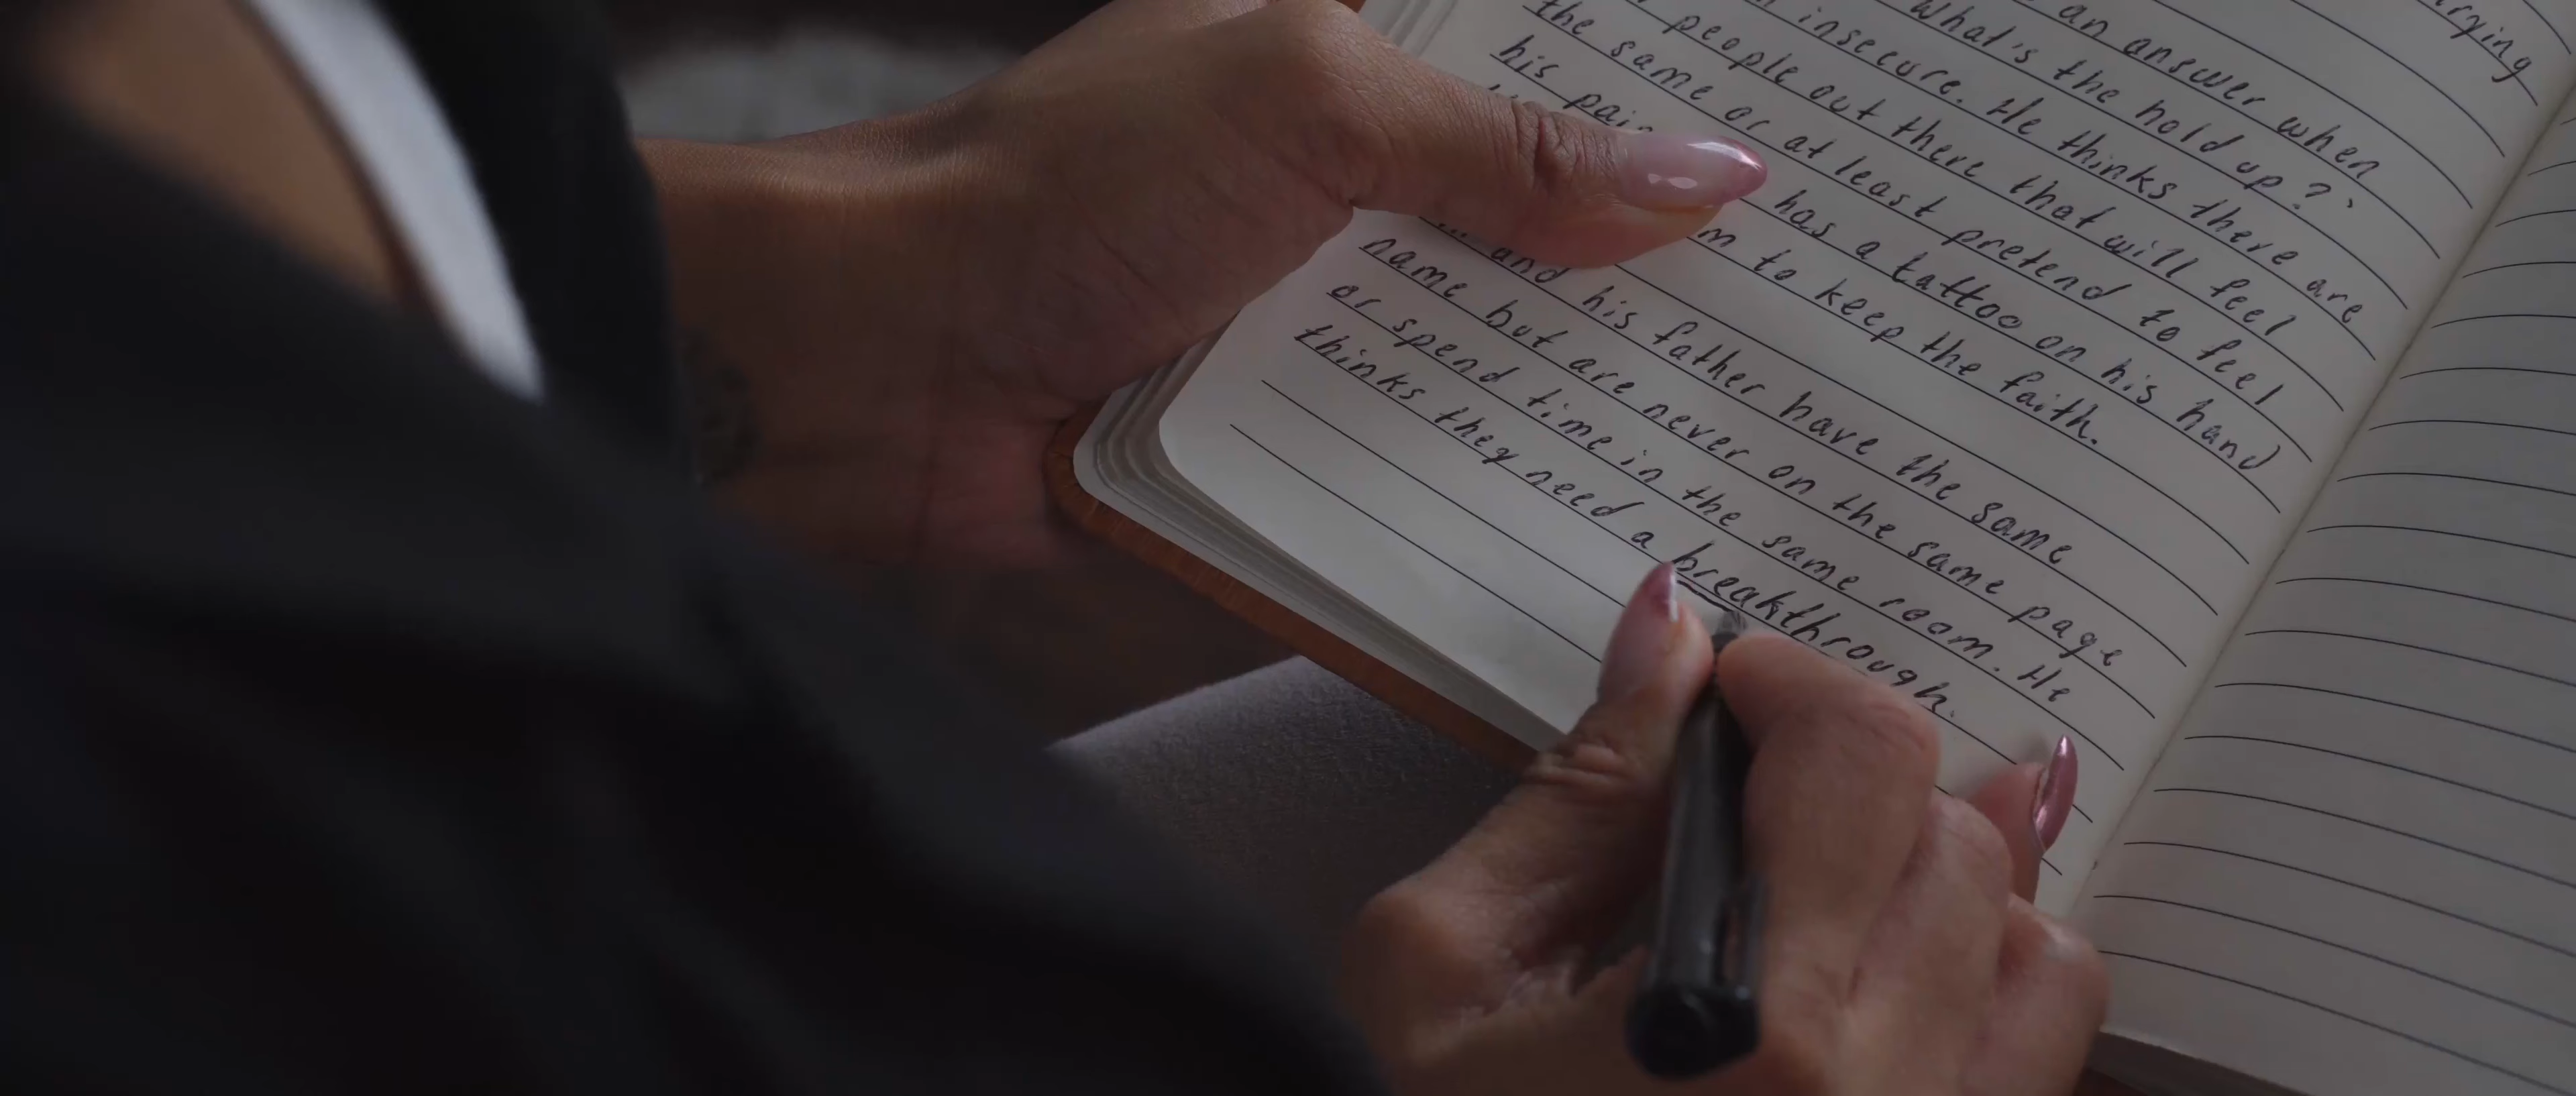 trying
an answer when
what's the hold up?
insecure. He thinks there are
people out there that will feel
the same or at least pretend to feel
his has a tattoo on his hand
to keep the faith.
and his father have the same
name but are never on the same page
or spend time in the same room. He
thinks they need a breakthrough.